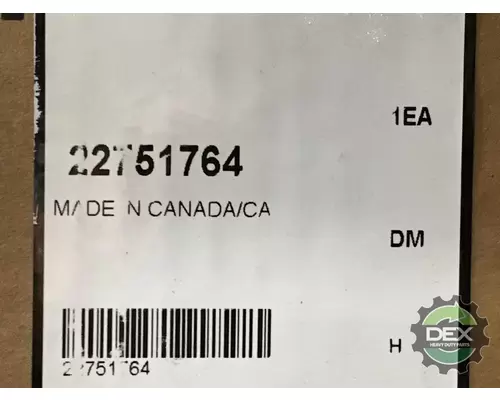 1EA
22751764
MADE IN CANADA/CA
DM
H
22751764
DEX
HEAVY DUTY PARTS